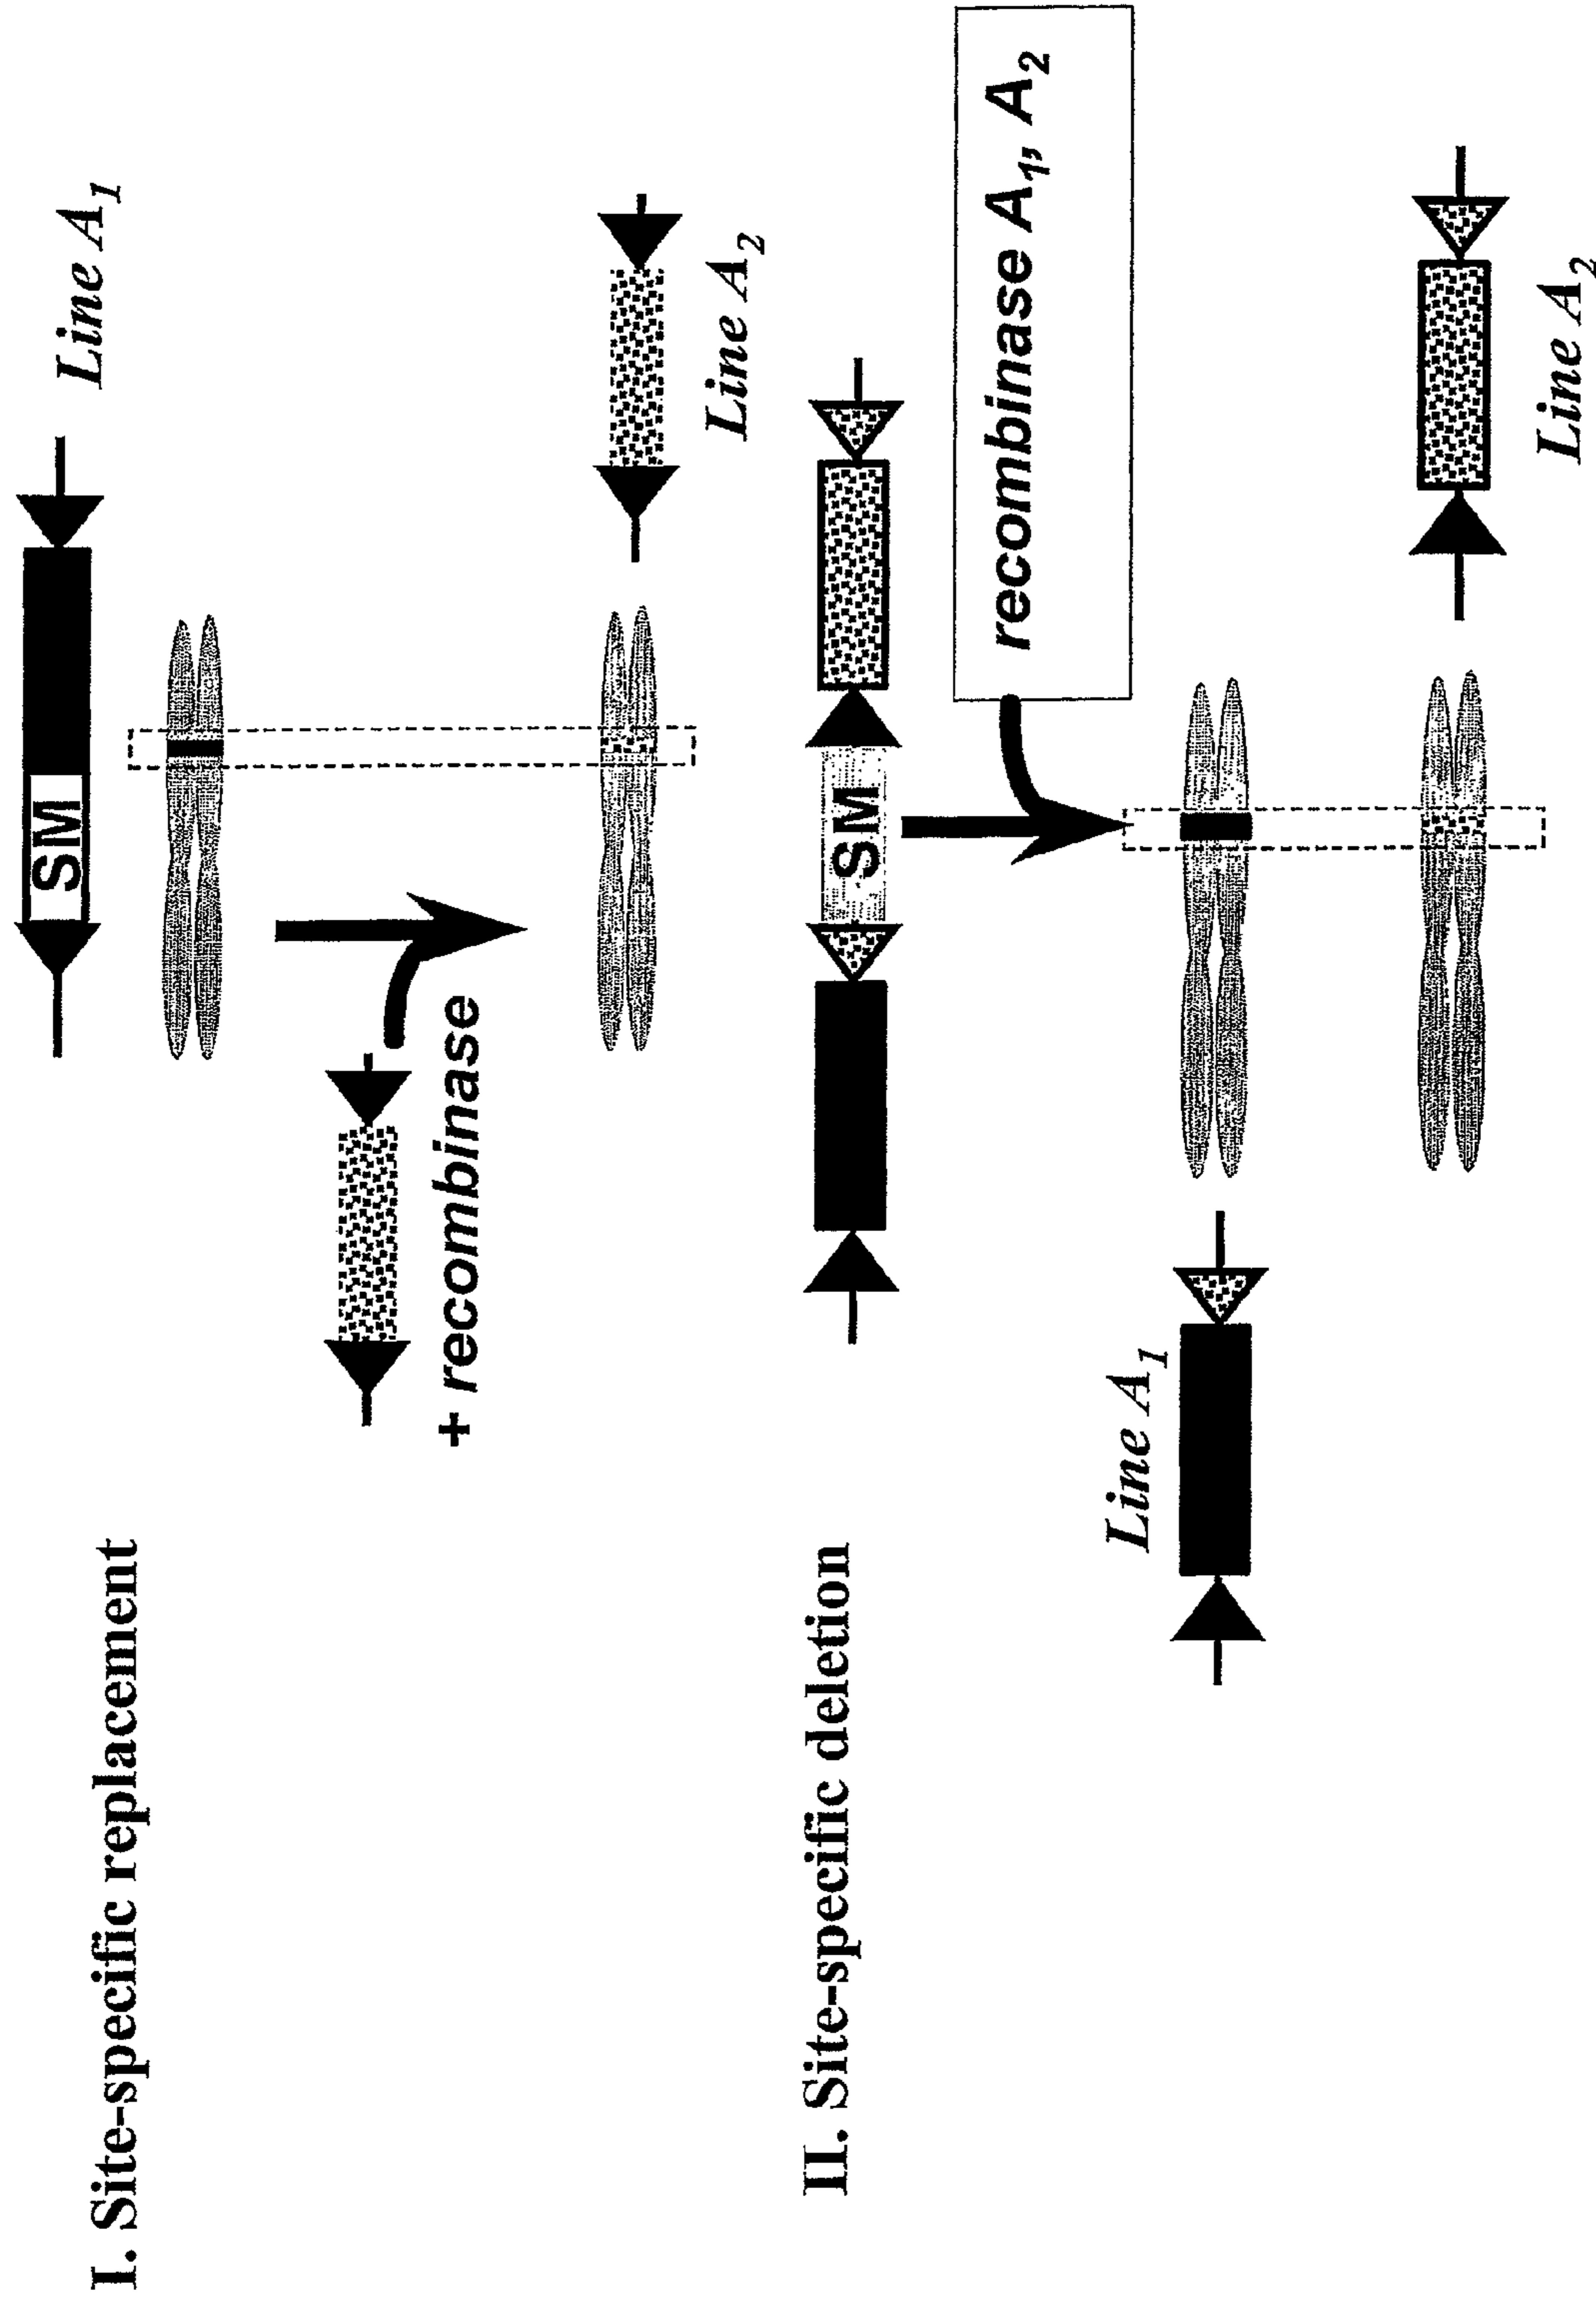 I. Site-specific replacement
SM
Line A1
+ recombinase
Line A2
II. Site-specific deletion
SM
recombinase A1, A2
Line A1
Line A2